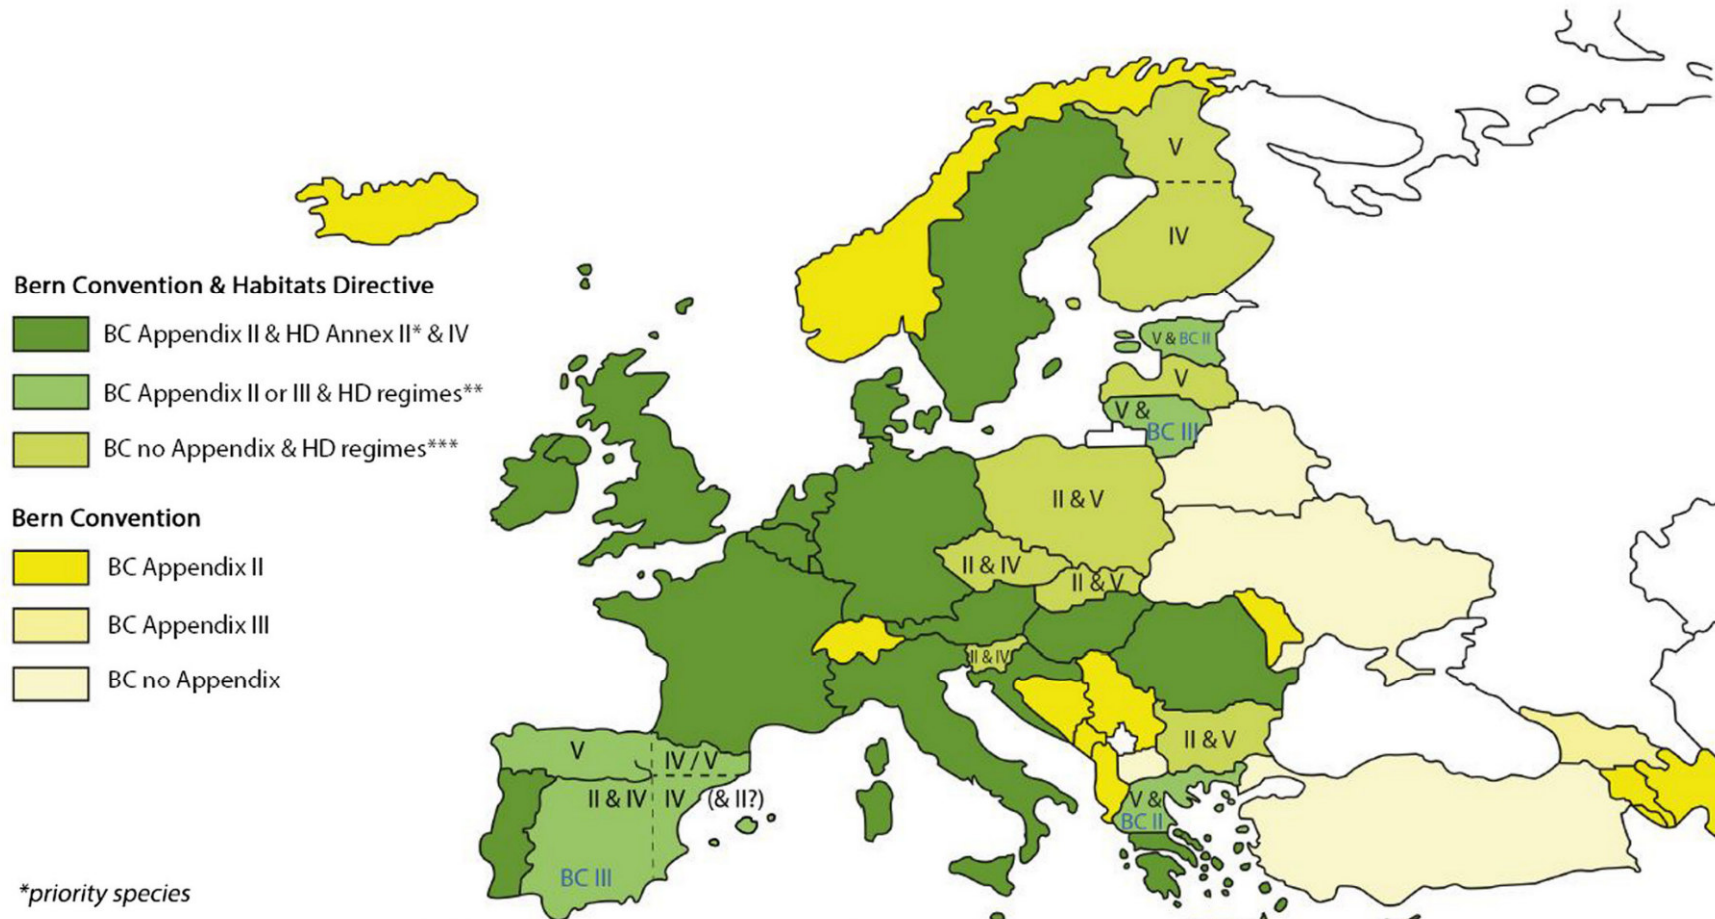 Bern Convention & Habitats Directive
BC Appendix II & HD Annex II* & IV
BC Appendix II or III & HD regimes**
BC no Appendix & HD regimes***
Bern Convention
BC Appendix II
BC Appendix III
BC no Appendix
*priority species
V
IV
V & BC II
V
V &
BC III
II & V
II & IV
II & V
II & IV
II & V
V
IV / V
II & IV
IV
(& II?)
BC III
V &
BC II